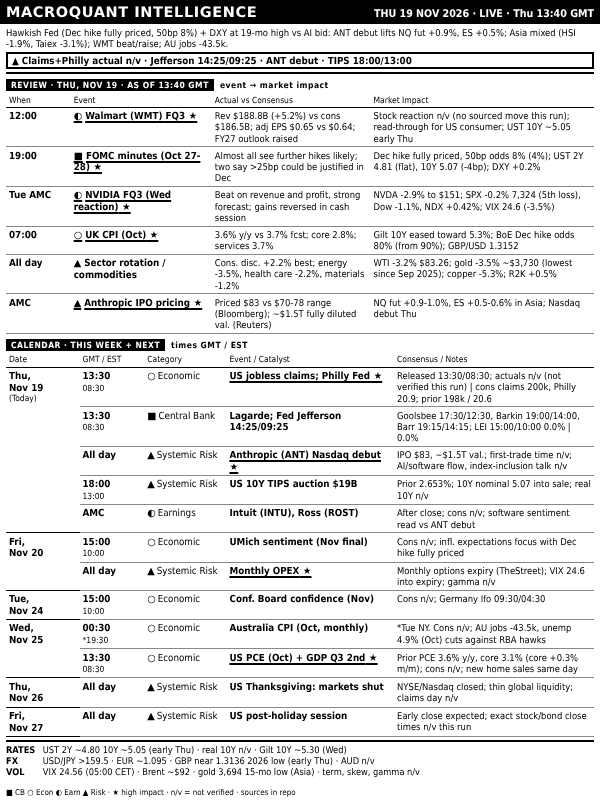 MACROQUANT INTELLIGENCE THU 19 NOV 2026 · LIVE · Thu 13:40 GMT
Hawkish Fed (Dec hike fully priced, 50bp 8%) + DXY at 19-mo high vs AI bid: ANT debut lifts NQ fut +0.9%, ES +0.5%; Asia mixed (HSI
-1.9%, Taiex -3.1%); WMT beat/raise; AU jobs -43.5k.
▲ Claims+Philly actual n/v · Jefferson 14:25/09:25 · ANT debut · TIPS 18:00/13:00
REVIEW · THU, NOV 19 · AS OF 13:40 GMT event → market impact
When Event Actual vs Consensus Market Impact
12:00 ◐ Walmart (WMT) FQ3 ★ Rev $188.8B (+5.2%) vs cons Stock reaction n/v (no sourced move this run);
$186.5B; adj EPS $0.65 vs $0.64; read-through for US consumer; UST 10Y ~5.05
FY27 outlook raised early Thu
19:00 ■ FOMC minutes (Oct 27- Almost all see further hikes likely; Dec hike fully priced, 50bp odds 8% (4%); UST 2Y
28) ★ two say >25bp could be justified in 4.81 (flat), 10Y 5.07 (-4bp); DXY +0.2%
Dec
Tue AMC ◐ NVIDIA FQ3 (Wed Beat on revenue and profit, strong NVDA -2.9% to $151; SPX -0.2% 7,324 (5th loss),
reaction) ★ forecast; gains reversed in cash Dow -1.1%, NDX +0.42%; VIX 24.6 (-3.5%)
session
07:00 ○ UK CPI (Oct) ★ 3.6% y/y vs 3.7% fcst; core 2.8%; Gilt 10Y eased toward 5.3%; BoE Dec hike odds
services 3.7% 80% (from 90%); GBP/USD 1.3152
All day ▲ Sector rotation / Cons. disc. +2.2% best; energy WTI -3.2% $83.26; gold -3.5% ~$3,730 (lowest
commodities -3.5%, health care -2.2%, materials since Sep 2025); copper -5.3%; R2K +0.5%
-1.2%
AMC ▲ Anthropic IPO pricing ★ Priced $83 vs $70-78 range NQ fut +0.9-1.0%, ES +0.5-0.6% in Asia; Nasdaq
(Bloomberg); ~$1.5T fully diluted debut Thu
val. (Reuters)
CALENDAR · THIS WEEK + NEXT times GMT / EST
Date GMT / EST Category Event / Catalyst Consensus / Notes
Thu, 13:30 ○ Economic US jobless claims; Philly Fed ★ Released 13:30/08:30; actuals n/v (not
Nov 19 08:30 verified this run) | cons claims 200k, Philly
(Today) 20.9; prior 198k / 20.6
13:30 ■ Central Bank Lagarde; Fed Jefferson Goolsbee 17:30/12:30, Barkin 19:00/14:00,
08:30 14:25/09:25 Barr 19:15/14:15; LEI 15:00/10:00 0.0% |
0.0%
All day ▲ Systemic Risk Anthropic (ANT) Nasdaq debut IPO $83, ~$1.5T val.; first-trade time n/v;
★ AI/software flow, index-inclusion talk n/v
18:00 ▲ Systemic Risk US 10Y TIPS auction $19B Prior 2.653%; 10Y nominal 5.07 into sale; real
13:00 10Y n/v
AMC ◐ Earnings Intuit (INTU), Ross (ROST) After close; cons n/v; software sentiment
read vs ANT debut
Fri, 15:00 ○ Economic UMich sentiment (Nov final) Cons n/v; infl. expectations focus with Dec
Nov 20 10:00 hike fully priced
All day ▲ Systemic Risk Monthly OPEX ★ Monthly options expiry (TheStreet); VIX 24.6
into expiry; gamma n/v
Tue, 15:00 ○ Economic Conf. Board confidence (Nov) Cons n/v; Germany Ifo 09:30/04:30
Nov 24 10:00
Wed, 00:30 ○ Economic Australia CPI (Oct, monthly) *Tue NY. Cons n/v; AU jobs -43.5k, unemp
Nov 25 *19:30 4.9% (Oct) cuts against RBA hawks
13:30 ○ Economic US PCE (Oct) + GDP Q3 2nd ★ Prior PCE 3.6% y/y, core 3.1% (core +0.3%
08:30 m/m); cons n/v; new home sales same day
Thu, All day ▲ Systemic Risk US Thanksgiving: markets shut NYSE/Nasdaq closed; thin global liquidity;
Nov 26 claims day n/v
Fri, All day ▲ Systemic Risk US post-holiday session Early close expected; exact stock/bond close
Nov 27 times n/v this run
RATES UST 2Y ~4.80 10Y ~5.05 (early Thu) · real 10Y n/v · Gilt 10Y ~5.30 (Wed)
FX USD/JPY >159.5 · EUR ~1.095 · GBP near 1.3136 2026 low (early Thu) · AUD n/v
VOL VIX 24.56 (05:00 CET) · Brent ~$92 · gold 3,694 15-mo low (Asia) · term, skew, gamma n/v
■ CB ○ Econ ◐ Earn ▲ Risk · ★ high impact · n/v = not verified · sources in repo